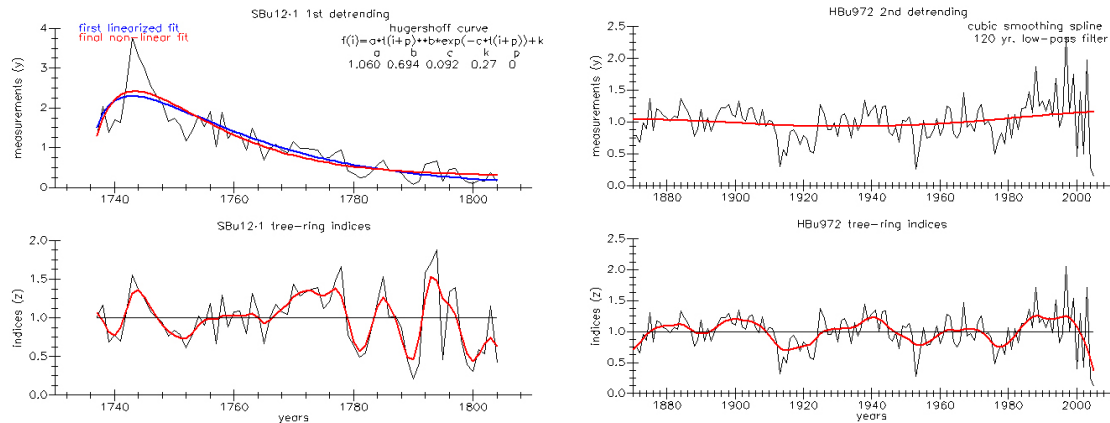 SBu12·1 1st detrending
first linearized fit
final non-linear fit
hugershoff curve
f(i)=a*t(i+p)**b*exp(-c*t(i+p))+k
a b c k p
1.060 0.694 0.092 0.27 0
measurements (y)
4
3
2
1
0
1740 1760 1780 1800
SBu12·1 tree-ring indices
indices (z)
2.0
1.5
1.0
0.5
0.0
1740 1760 1780 1800
years
HBu972 2nd detrending
cubic smoothing spline
120 yr. low-pass filter
measurements (y)
2.5
2.0
1.5
1.0
0.5
0.0
1880 1900 1920 1940 1960 1980 2000
HBu972 tree-ring indices
indices (z)
2.5
2.0
1.5
1.0
0.5
0.0
1880 1900 1920 1940 1960 1980 2000
years